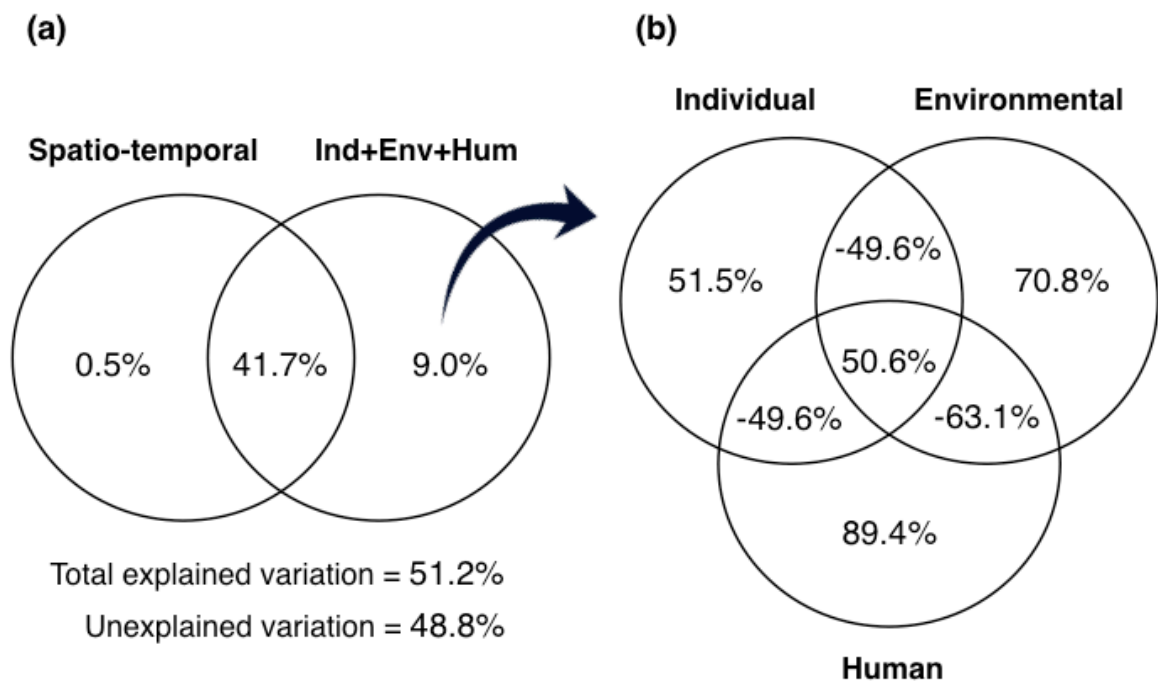 (a)
Spatio-temporal
Ind+Env+Hum
0.5%
41.7%
9.0%
Total explained variation = 51.2%
Unexplained variation = 48.8%
(b)
Individual
Environmental
-49.6%
51.5%
70.8%
50.6%
-49.6%
-63.1%
89.4%
Human